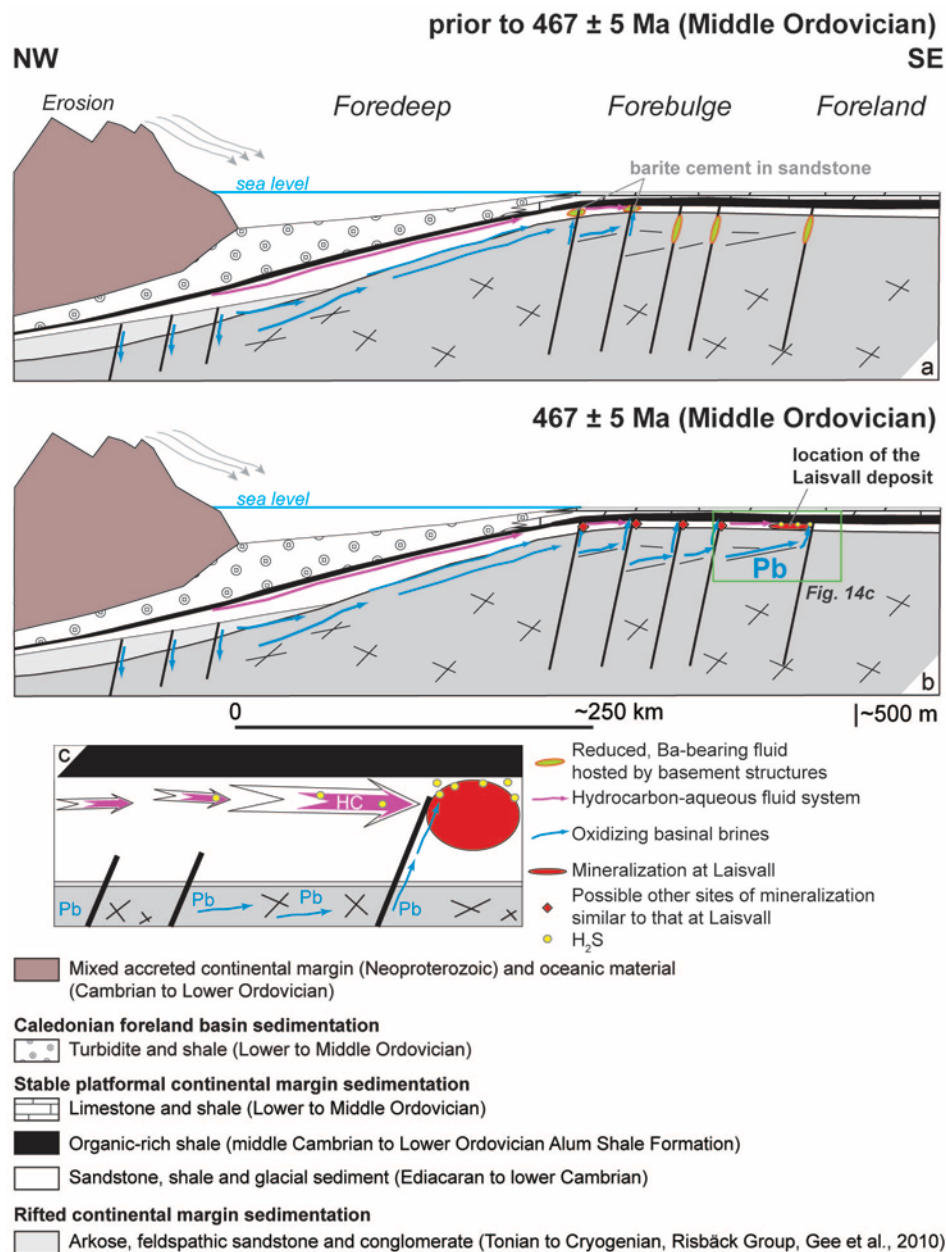 prior to 467 ± 5 Ma (Middle Ordovician)
NW
SE
Erosion
Foredeep
Forebulge
Foreland
barite cement in sandstone
sea level
a
467 ± 5 Ma (Middle Ordovician)
location of the
Laisvall deposit
sea level
Pb
Fig. 14c
b
0
~250 km
~500 m
c
HC
Pb
Pb
Pb
Pb
Reduced, Ba-bearing fluid
hosted by basement structures
Hydrocarbon-aqueous fluid system
Oxidizing basinal brines
Mineralization at Laisvall
Possible other sites of mineralization
similar to that at Laisvall
H₂S
Mixed accreted continental margin (Neoproterozoic) and oceanic material
(Cambrian to Lower Ordovician)
Caledonian foreland basin sedimentation
Turbidite and shale (Lower to Middle Ordovician)
Stable platformal continental margin sedimentation
Limestone and shale (Lower to Middle Ordovician)
Organic-rich shale (middle Cambrian to Lower Ordovician Alum Shale Formation)
Sandstone, shale and glacial sediment (Ediacaran to lower Cambrian)
Rifted continental margin sedimentation
Arkose, feldspathic sandstone and conglomerate (Tonian to Cryogenian, Risbäck Group, Gee et al., 2010)